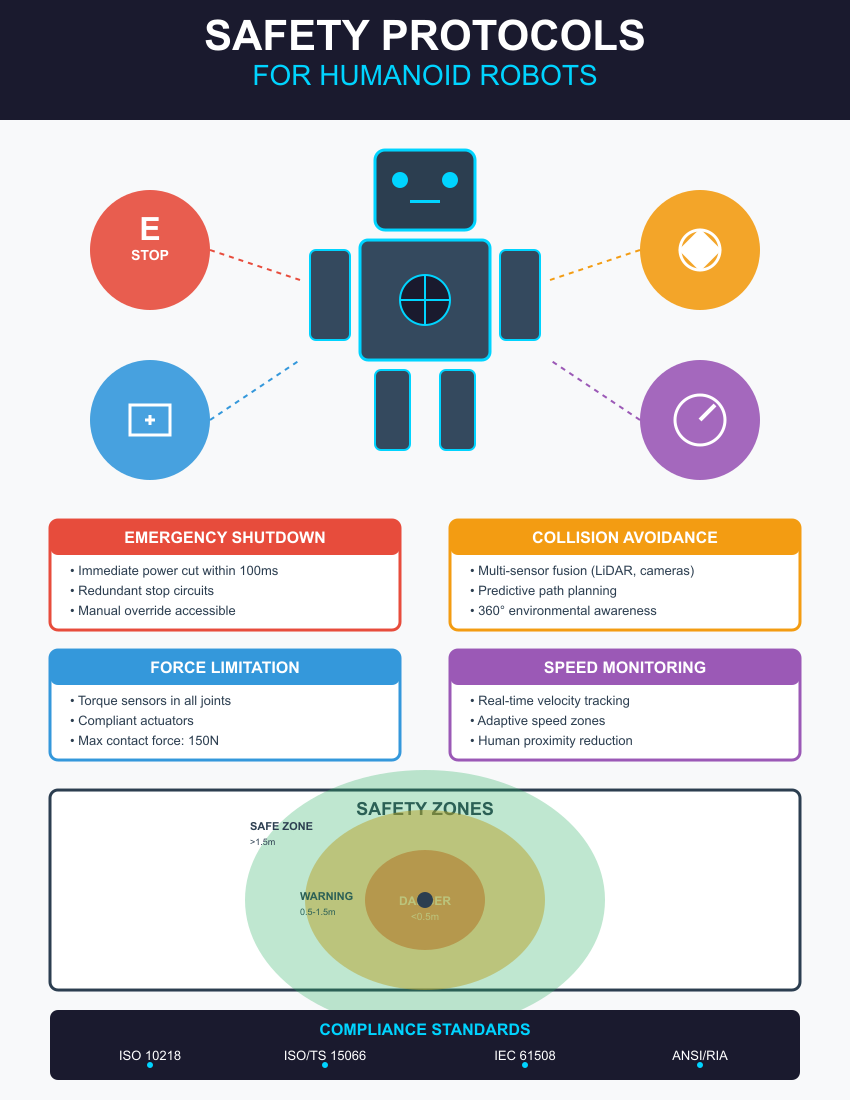 SAFETY PROTOCOLS
FOR HUMANOID ROBOTS
E
STOP
EMERGENCY SHUTDOWN
• Immediate power cut within 100ms
• Redundant stop circuits
• Manual override accessible
COLLISION AVOIDANCE
• Multi-sensor fusion (LiDAR, cameras)
• Predictive path planning
• 360° environmental awareness
FORCE LIMITATION
• Torque sensors in all joints
• Compliant actuators
• Max contact force: 150N
SPEED MONITORING
• Real-time velocity tracking
• Adaptive speed zones
• Human proximity reduction
SAFETY ZONES
SAFE ZONE
>1.5m
WARNING
0.5-1.5m
DANGER
<0.5m
COMPLIANCE STANDARDS
ISO 10218 ISO/TS 15066 IEC 61508 ANSI/RIA